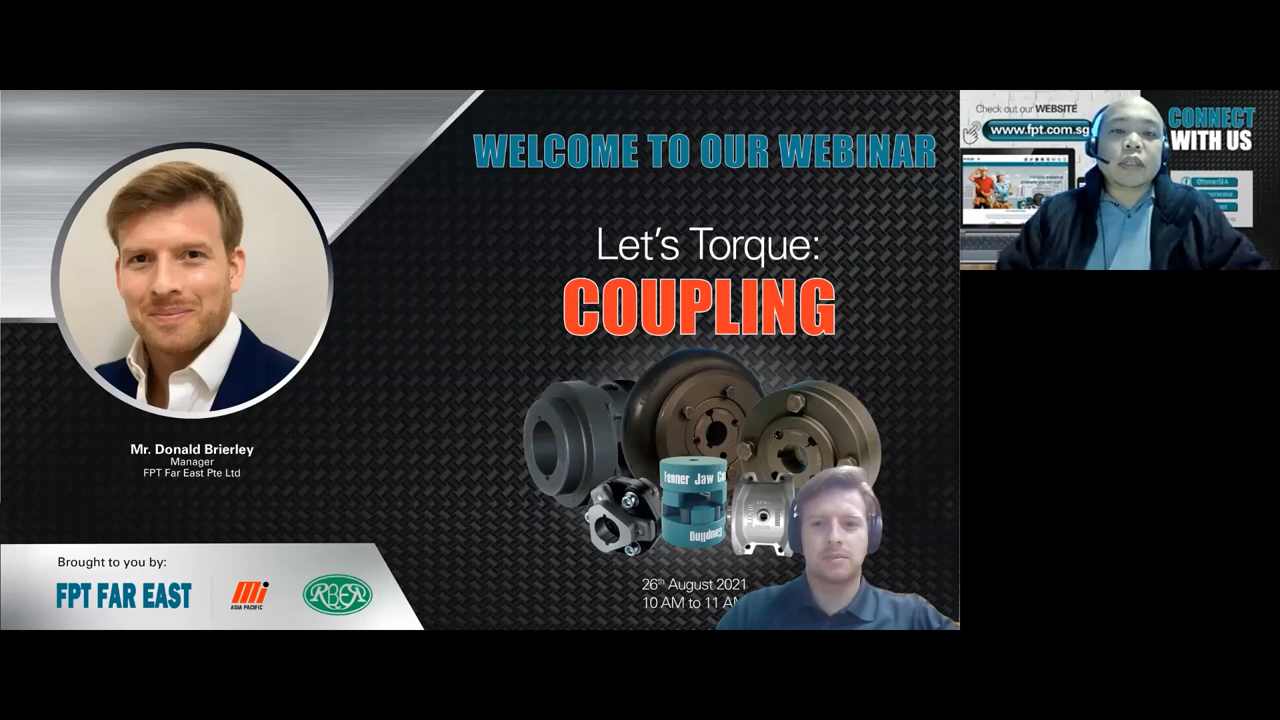 WELCOME TO OUR WEBINAR
Let's Torque:
COUPLING
Mr. Donald Brierley
Manager
FPT Far East Pte Ltd
Fenner Jaw
Coupling
26th August 2021
10 AM to 11 AM
Brought to you by:
FPT FAR EAST
Mi
ASIA PACIFIC
RBER
Check out our WEBSITE
www.fpt.com.sg
CONNECT
WITH US